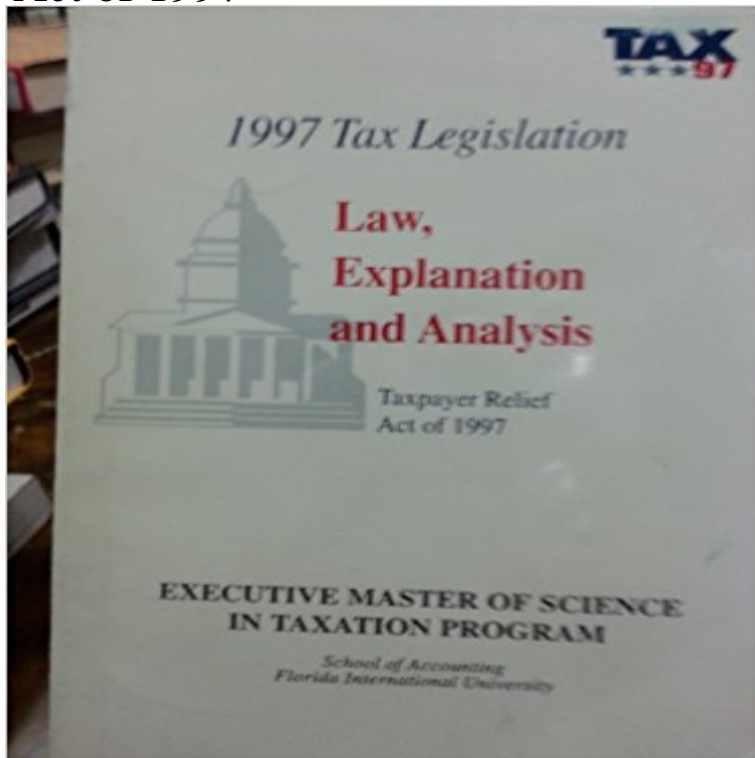 TAX
97
1997 Tax Legislation
Law,
Explanation
and Analysis
Taxpayer Relief
Act of 1997
EXECUTIVE MASTER OF SCIENCE
IN TAXATION PROGRAM
School of Accounting
Florida International University